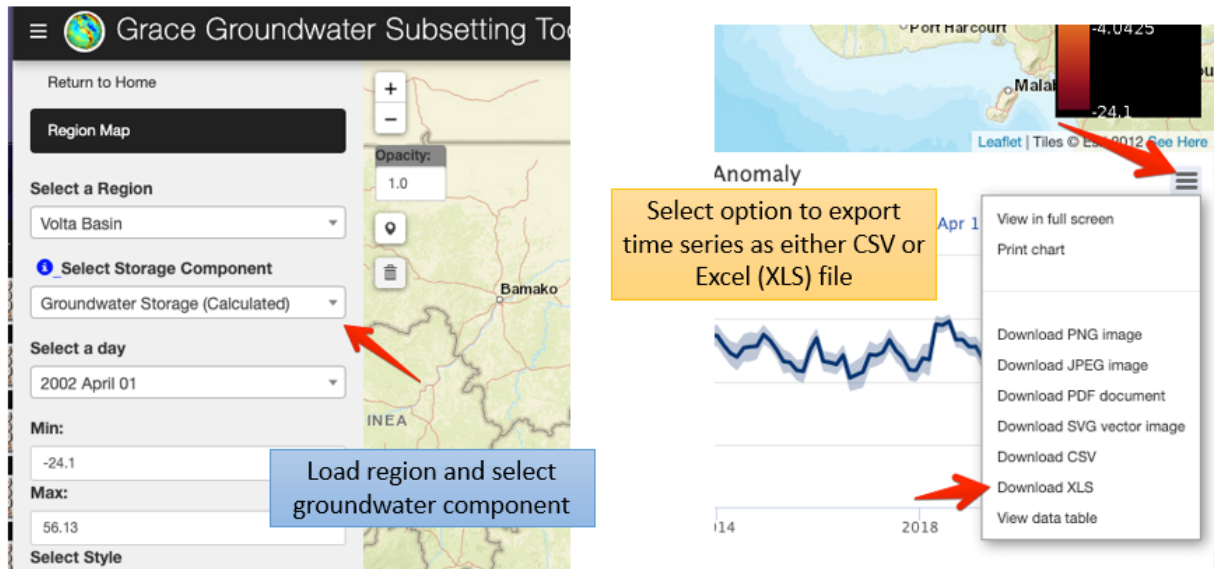 Grace Groundwater Subsetting Too
Return to Home
Region Map
Select a Region
Volta Basin
Select Storage Component
Groundwater Storage (Calculated)
Select a day
2002 April 01
Min:
-24.1
Max:
56.13
Select Style
+
−
Opacity:
1.0
Bamako
INEA
Load region and select
groundwater component
Port Harcourt
Mala
-4.0425
-24.1
Leaflet | Tiles © Esri 2012 See Here
Anomaly
Apr 1
Select option to export
time series as either CSV or
Excel (XLS) file
View in full screen
Print chart
Download PNG image
Download JPEG image
Download PDF document
Download SVG vector image
Download CSV
Download XLS
View data table
014
2018